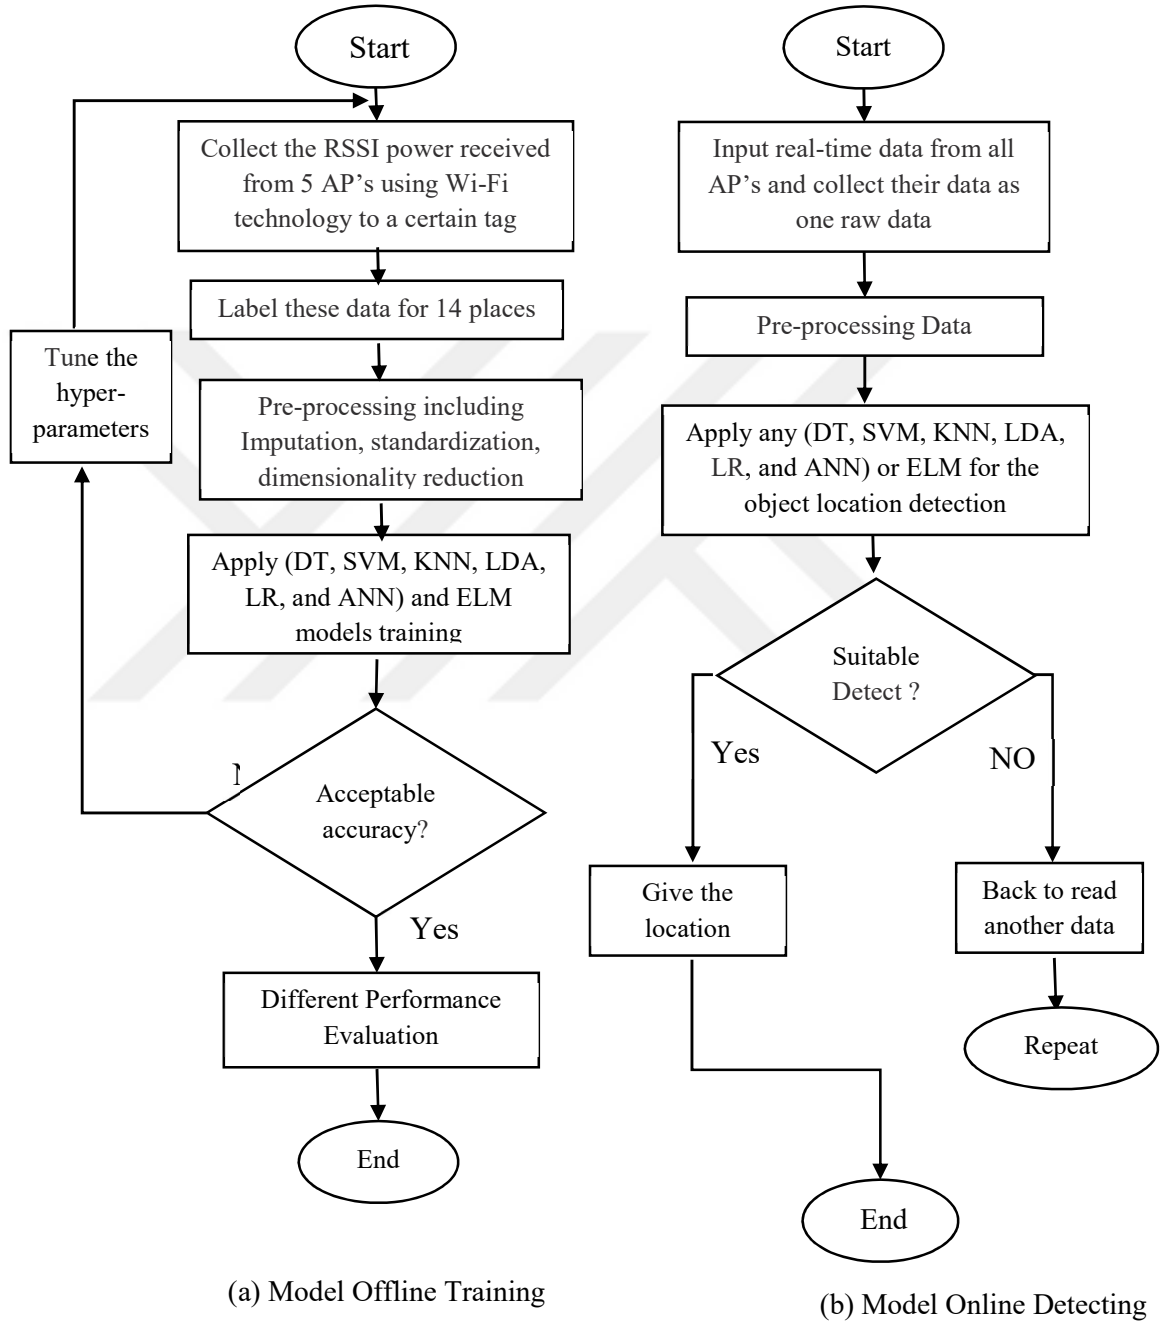 Start
Collect the RSSI power received
from 5 AP’s using Wi-Fi
technology to a certain tag
Label these data for 14 places
Tune the
hyper-
parameters
Pre-processing including
Imputation, standardization,
dimensionality reduction
Apply (DT, SVM, KNN, LDA,
LR, and ANN) and ELM
models training
Acceptable
accuracy?
Yes
Different Performance
Evaluation
End
(a) Model Offline Training
Start
Input real-time data from all
AP’s and collect their data as
one raw data
Pre-processing Data
Apply any (DT, SVM, KNN, LDA,
LR, and ANN) or ELM for the
object location detection
Suitable
Detect ?
Yes
NO
Give the
location
Back to read
another data
Repeat
End
(b) Model Online Detecting